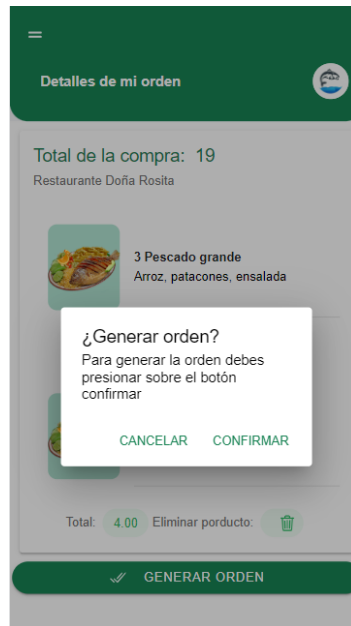 Detalles de mi orden
Total de la compra: 19
Restaurante Doña Rosita
3 Pescado grande
Arroz, patacones, ensalada
¿Generar orden?
Para generar la orden debes
presionar sobre el botón
confirmar
CANCELAR CONFIRMAR
Total: 4.00 Eliminar porducto:
GENERAR ORDEN